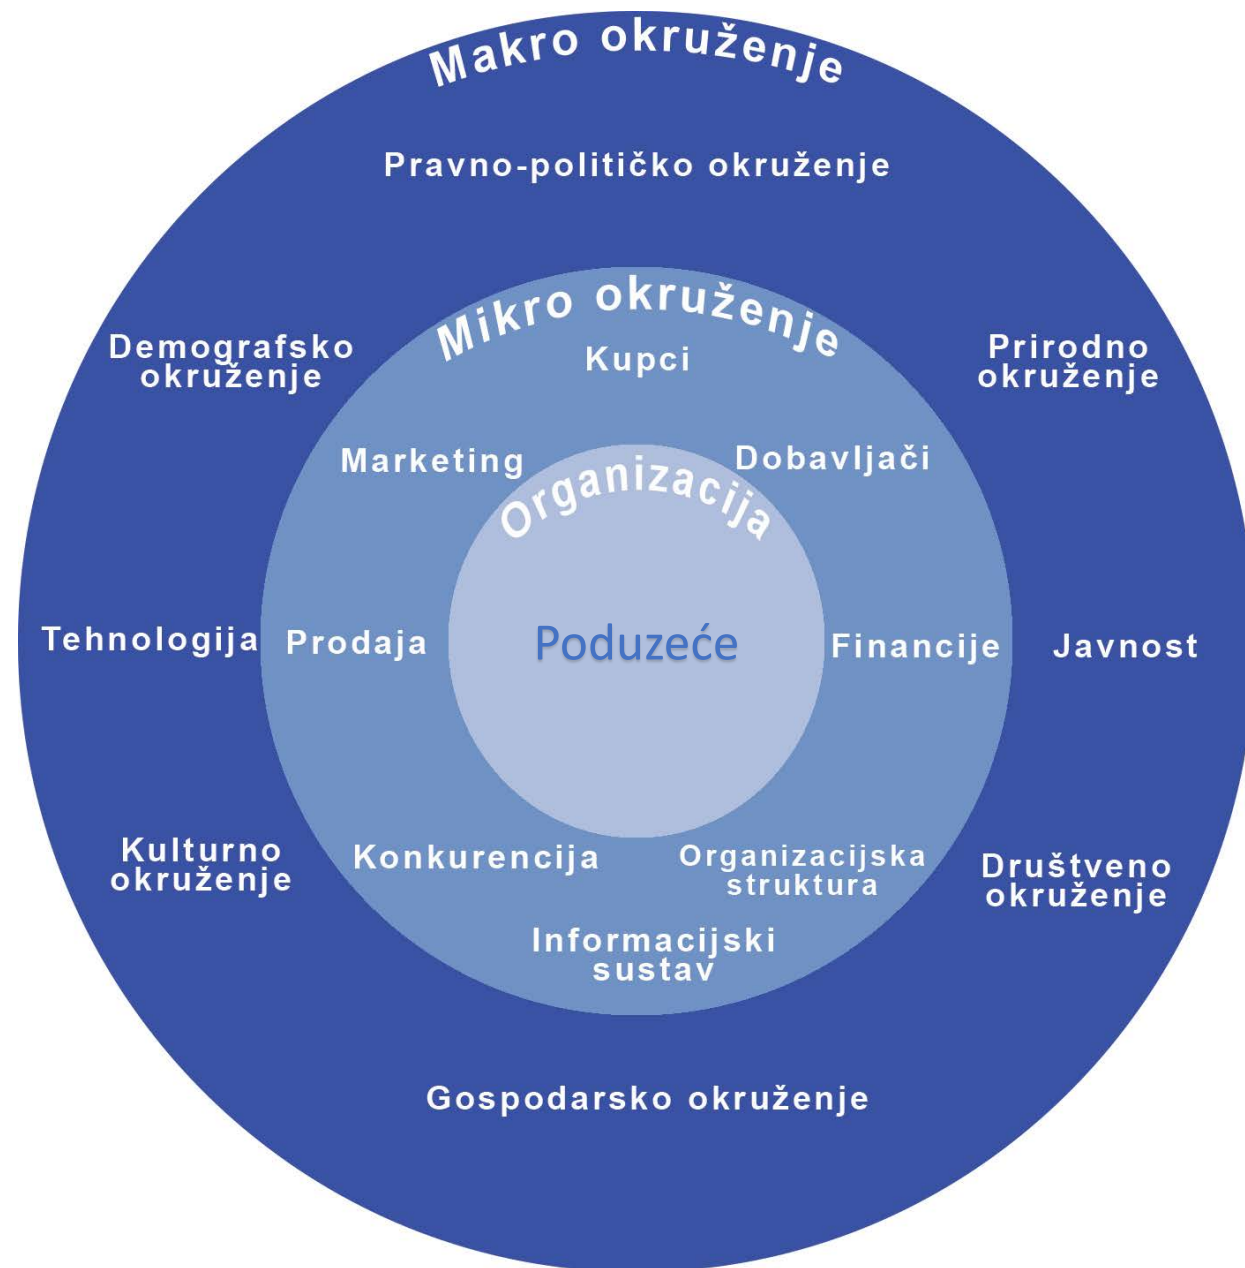 Makro okruženje
Pravno-političko okruženje
Mikro okruženje
Kupci
Demografsko
okruženje
Prirodno
okruženje
Marketing
Dobavljači
Organizacija
Tehnologija
Prodaja
Poduzeće
Financije
Javnost
Kulturno
okruženje
Konkurencija
Organizacijska
struktura
Društveno
okruženje
Informacijski
sustav
Gospodarsko okruženje